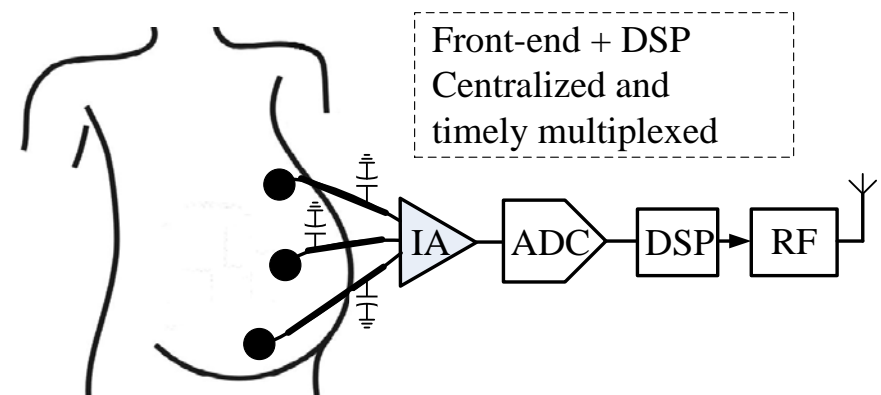 Front-end + DSP
Centralized and
timely multiplexed
IA
ADC
DSP
RF